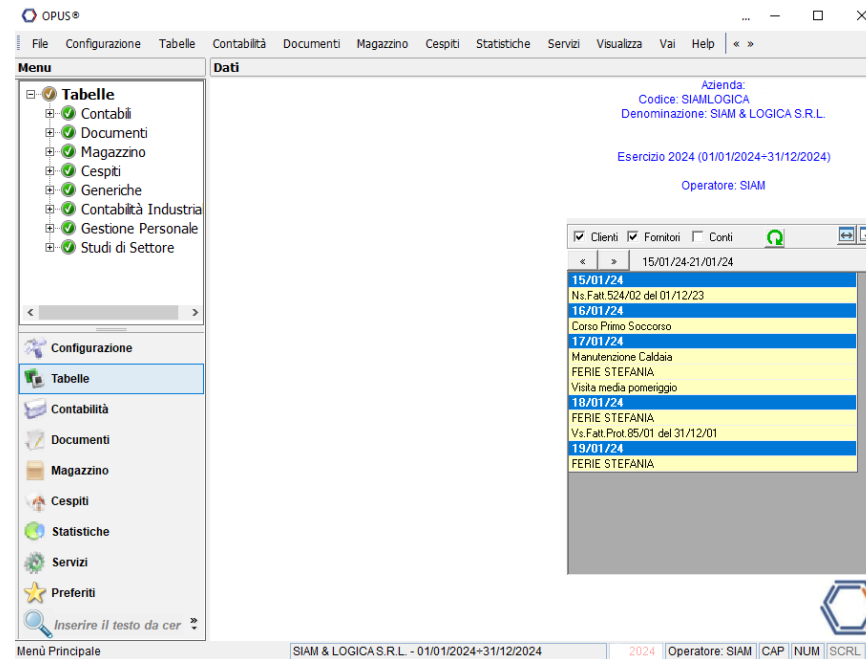 OPUS®
...
File Configurazione Tabelle Contabilità Documenti Magazzino Cespiti Statistiche Servizi Visualizza Vai Help « »
Menu
Dati
Tabelle
Contabili
Documenti
Magazzino
Cespiti
Generiche
Contabilità Industria
Gestione Personale
Studi di Settore
Configurazione
Tabelle
Contabilità
Documenti
Magazzino
Cespiti
Statistiche
Servizi
Preferiti
Inserire il testo da cer
Azienda:
Codice: SIAMLOGICA
Denominazione: SIAM & LOGICA S.R.L.
Esercizio 2024 (01/01/2024÷31/12/2024)
Operatore: SIAM
Clienti Fornitori Conti
« » 15/01/24-21/01/24
15/01/24
Ns.Fatt.524/02 del 01/12/23
16/01/24
Corso Primo Soccorso
17/01/24
Manutenzione Caldaia
FERIE STEFANIA
Visita media pomeriggio
18/01/24
FERIE STEFANIA
Vs.Fatt.Prot.85/01 del 31/12/01
19/01/24
FERIE STEFANIA
Menù Principale
SIAM & LOGICA S.R.L. - 01/01/2024÷31/12/2024
2024
Operatore: SIAM
CAP
NUM
SCRL